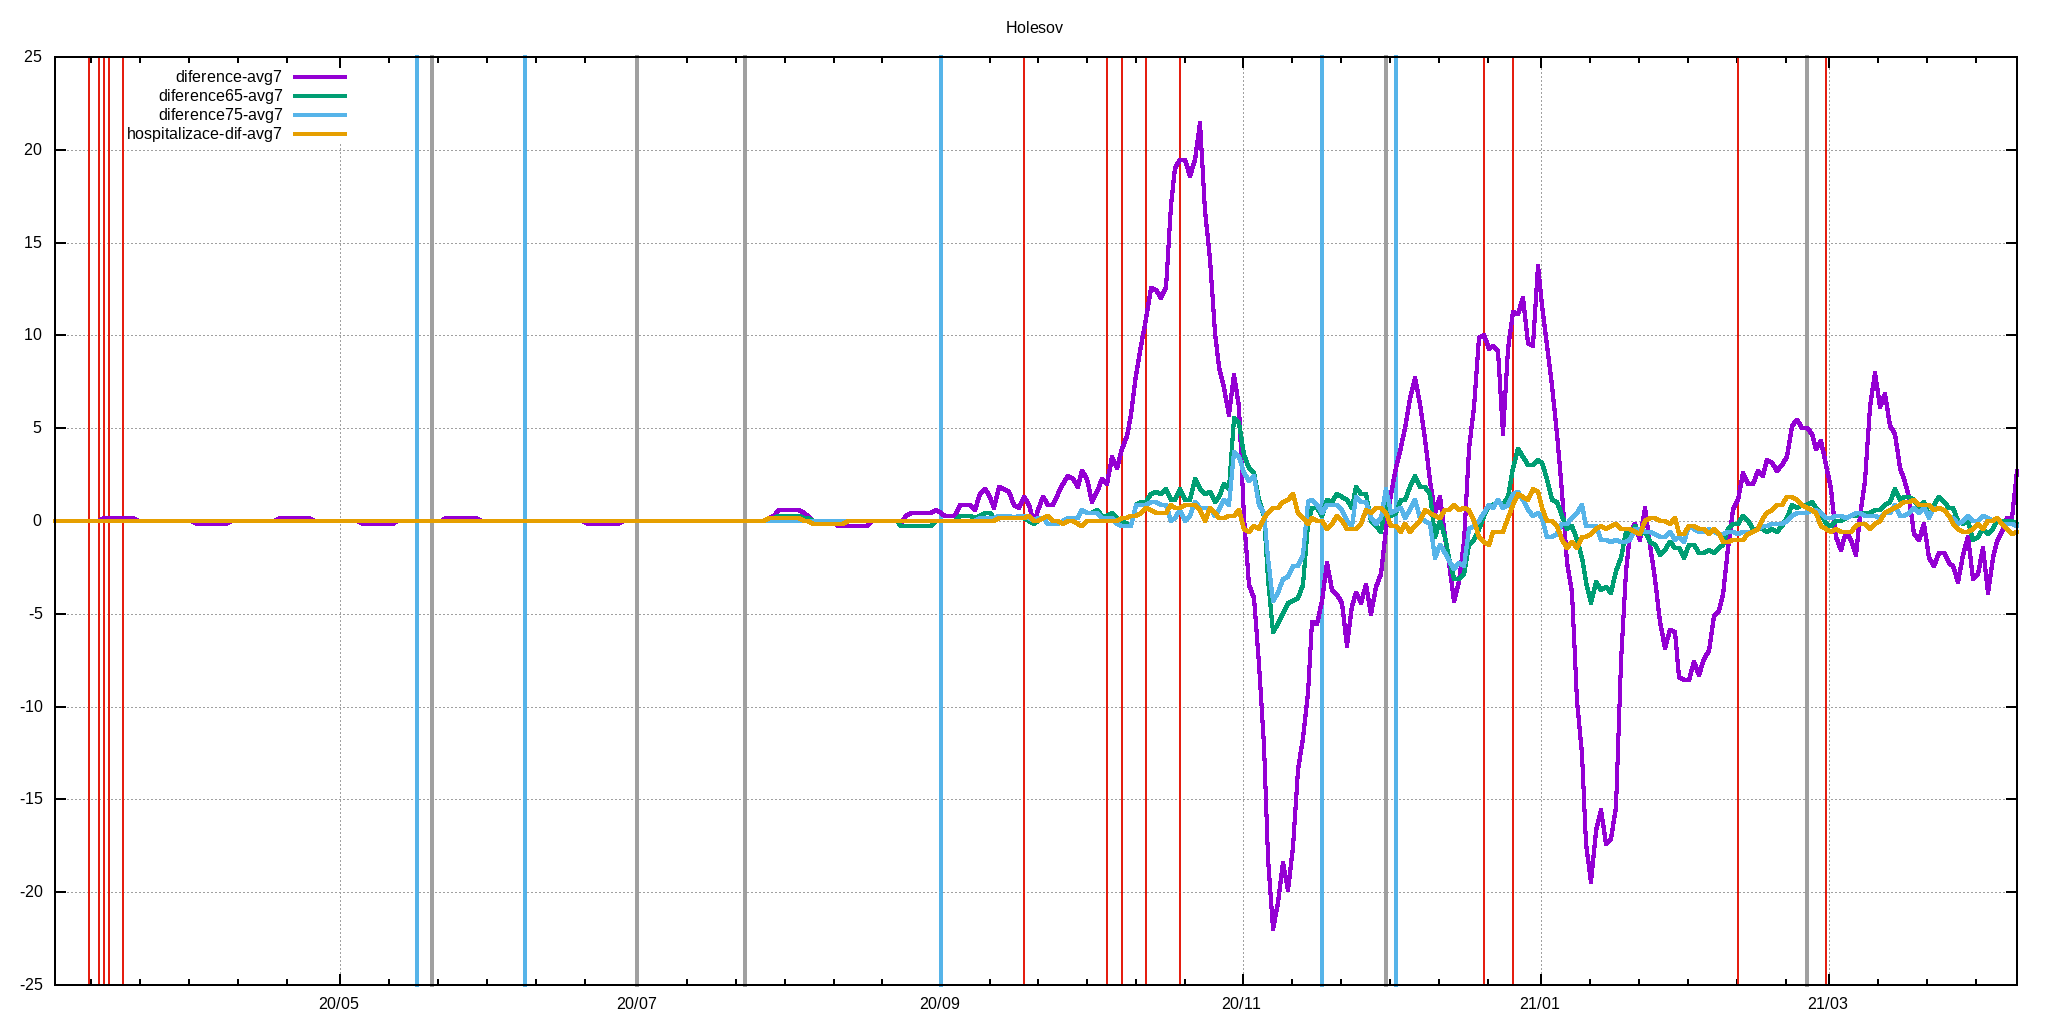 Holesov
25
diference-avg7
diference65-avg7
diference75-avg7
hospitalizace-dif-avg7
20
15
10
5
0
-5
-10
-15
-20
-25
20/05 20/07 20/09 20/11 21/01 21/03